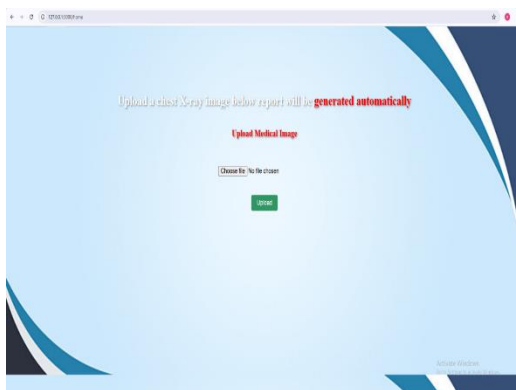 Upload a chest X-ray image below report will be generated automatically
Upload Medical Image
Choose File No file chosen
Upload
Activate Windows